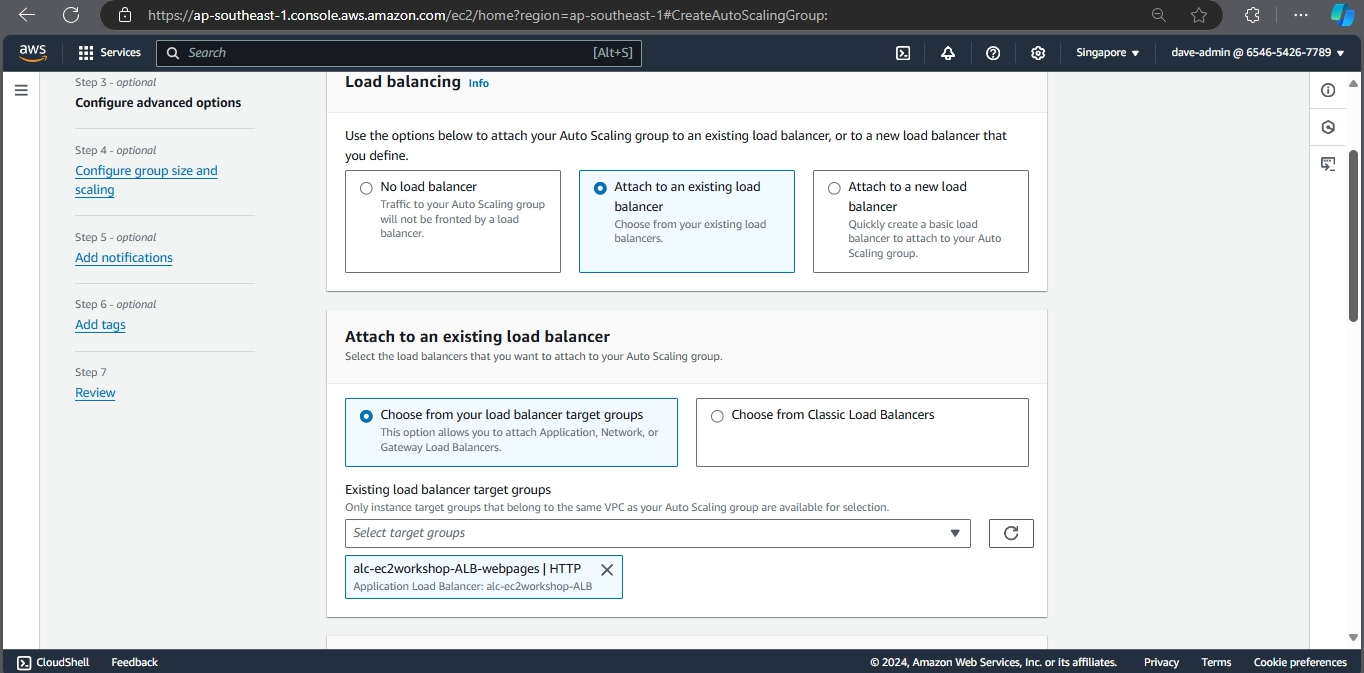 https://ap-southeast-1.console.aws.amazon.com/ec2/home?region=ap-southeast-1#CreateAutoScalingGroup:
aws
Services
Search
[Alt+S]
Singapore ▼
dave-admin @ 6546-5426-7789 ▼
Step 3 - optional
Configure advanced options
Step 4 - optional
Configure group size and
scaling
Step 5 - optional
Add notifications
Step 6 - optional
Add tags
Step 7
Review
Load balancing Info
Use the options below to attach your Auto Scaling group to an existing load balancer, or to a new load balancer that
you define.
No load balancer
Traffic to your Auto Scaling group
will not be fronted by a load
balancer.
Attach to an existing load
balancer
Choose from your existing load
balancers.
Attach to a new load
balancer
Quickly create a basic load
balancer to attach to your Auto
Scaling group.
Attach to an existing load balancer
Select the load balancers that you want to attach to your Auto Scaling group.
Choose from your load balancer target groups
This option allows you to attach Application, Network, or
Gateway Load Balancers.
Choose from Classic Load Balancers
Existing load balancer target groups
Only instance target groups that belong to the same VPC as your Auto Scaling group are available for selection.
Select target groups
alc-ec2workshop-ALB-webpages | HTTP
Application Load Balancer: alc-ec2workshop-ALB
CloudShell
Feedback
© 2024, Amazon Web Services, Inc. or its affiliates.
Privacy
Terms
Cookie preferences